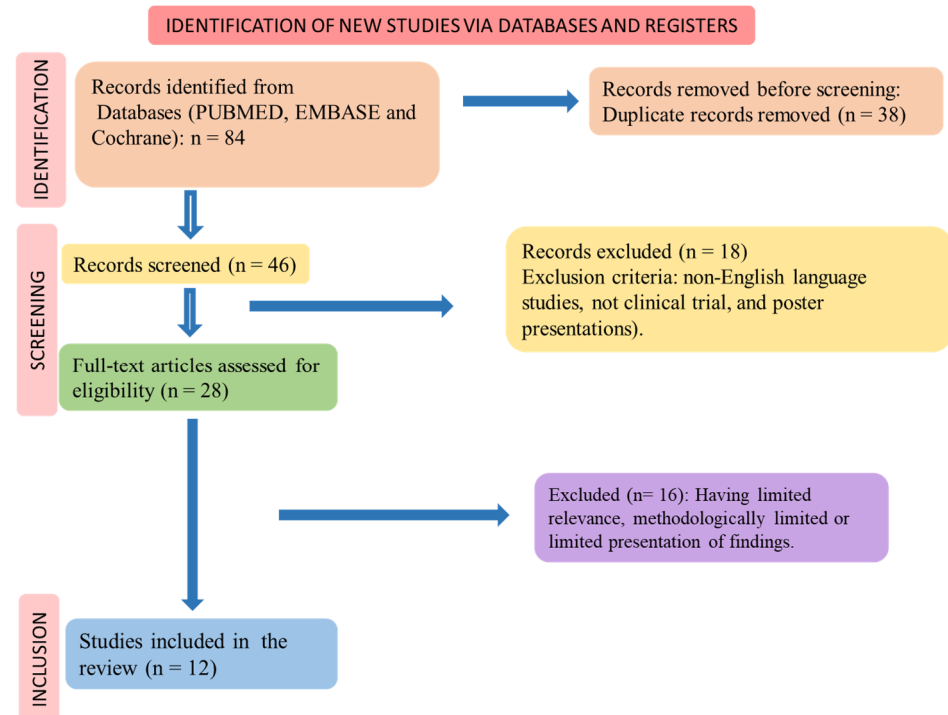 IDENTIFICATION OF NEW STUDIES VIA DATABASES AND REGISTERS
IDENTIFICATION
Records identified from
Databases (PUBMED, EMBASE and
Cochrane): n = 84
Records removed before screening:
Duplicate records removed (n = 38)
SCREENING
Records screened (n = 46)
Records excluded (n = 18)
Exclusion criteria: non-English language
studies, not clinical trial, and poster
presentations).
Full-text articles assessed for
eligibility (n = 28)
Excluded (n= 16): Having limited
relevance, methodologically limited or
limited presentation of findings.
INCLUSION
Studies included in the
review (n = 12)